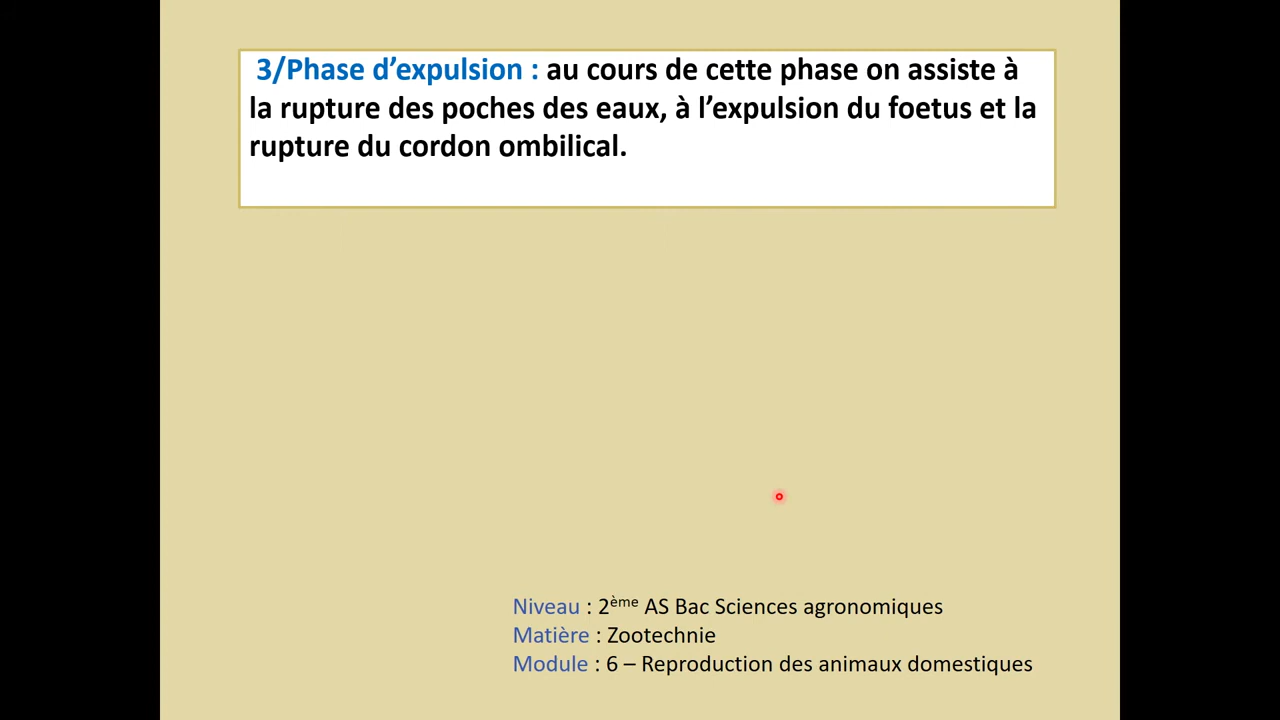 3/Phase d’expulsion : au cours de cette phase on assiste à
la rupture des poches des eaux, à l’expulsion du foetus et la
rupture du cordon ombilical.
Niveau : 2ème AS Bac Sciences agronomiques
Matière : Zootechnie
Module : 6 – Reproduction des animaux domestiques